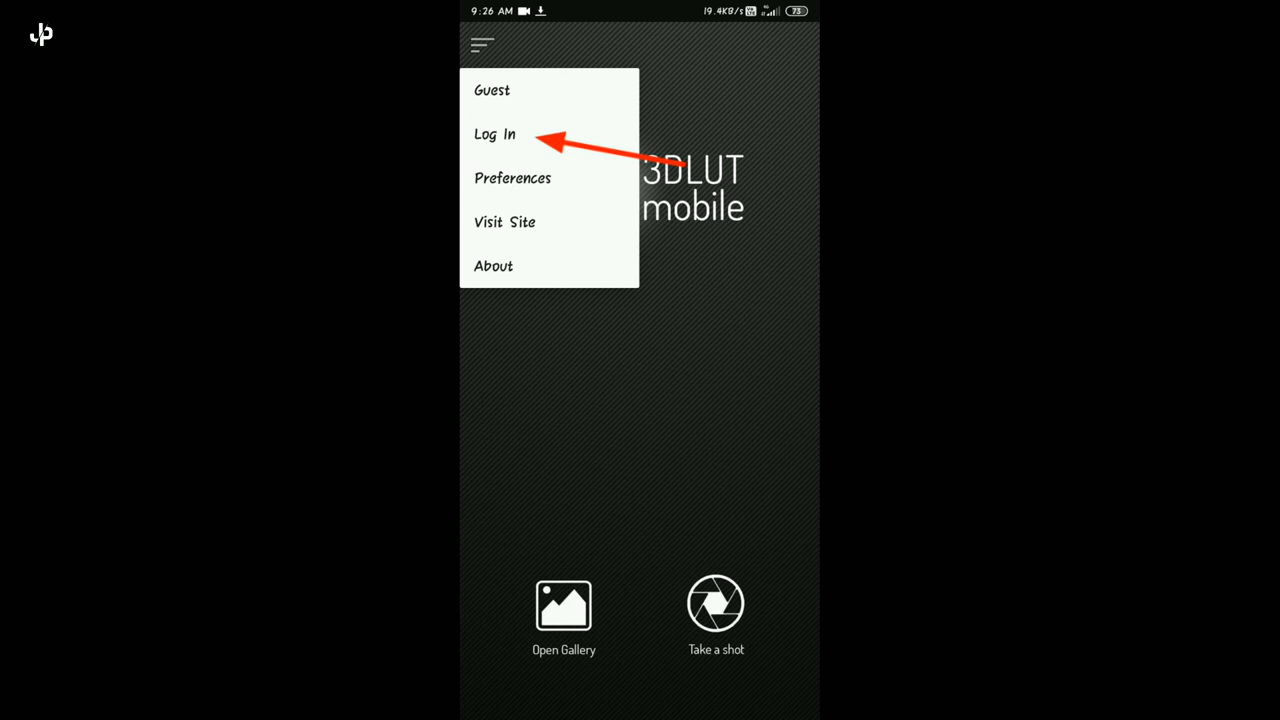 9:26 AM 19.4KB/s 73
JP
Guest
Log In
Preferences
Visit Site
About
3DLUT
mobile
Open Gallery
Take a shot